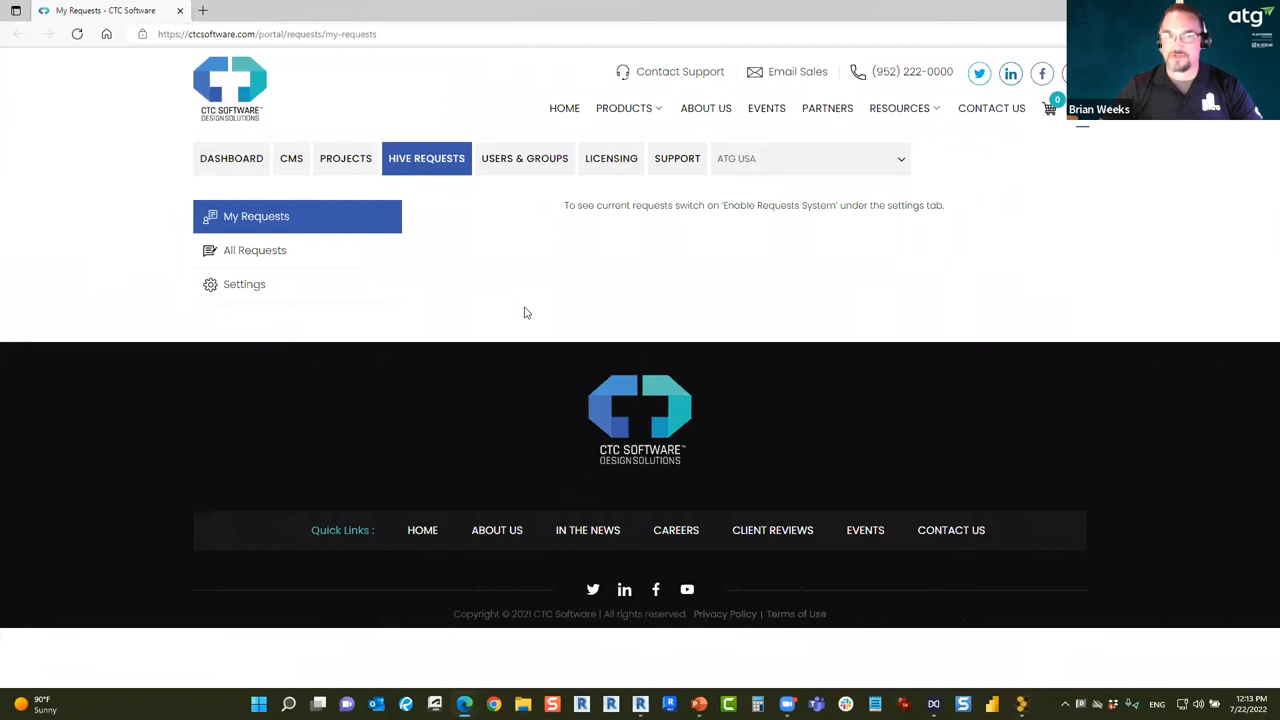 My Requests - CTC Software
https://ctcsoftware.com/portal/requests/my-requests
atg
Brian Weeks
CTC SOFTWARE™
DESIGN SOLUTIONS
Contact Support
Email Sales
(952) 222-0000
HOME
PRODUCTS
ABOUT US
EVENTS
PARTNERS
RESOURCES
CONTACT US
0
DASHBOARD
CMS
PROJECTS
HIVE REQUESTS
USERS & GROUPS
LICENSING
SUPPORT
ATG USA
My Requests
All Requests
Settings
To see current requests switch on 'Enable Requests System' under the settings tab.
CTC SOFTWARE™
DESIGN SOLUTIONS
Quick Links :
HOME
ABOUT US
IN THE NEWS
CAREERS
CLIENT REVIEWS
EVENTS
CONTACT US
Copyright © 2021 CTC Software | All rights reserved. Privacy Policy | Terms of Use
90°F
Sunny
12:13 PM
7/22/2022